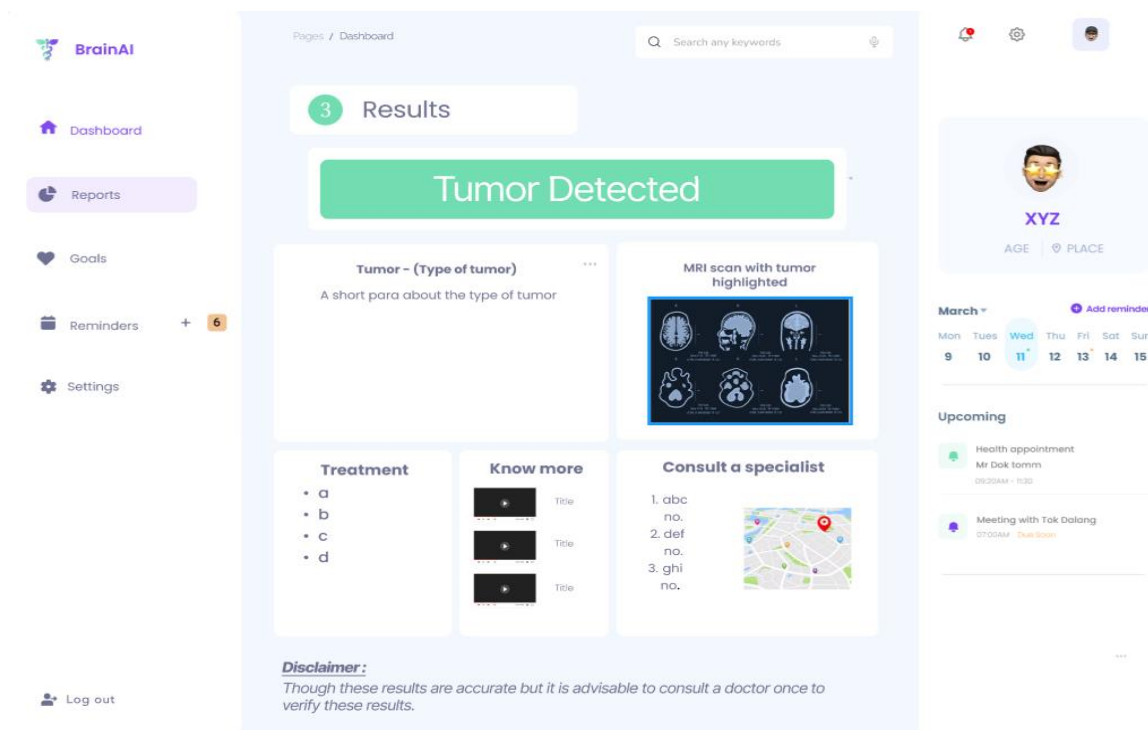 BrainAI
Dashboard
Reports
Goals
Reminders + 6
Settings
Log out
Pages / Dashboard
Search any keywords
3 Results
Tumor Detected
Tumor - (Type of tumor)
A short para about the type of tumor
MRI scan with tumor
highlighted
Treatment
• a
• b
• c
• d
Know more
Title
Title
Title
Consult a specialist
1. abc
no.
2. def
no.
3. ghi
no.
Disclaimer :
Though these results are accurate but it is advisable to consult a doctor once to
verify these results.
XYZ
AGE PLACE
March
Add reminder
Mon Tues Wed Thu Fri Sat Sun
9 10 11 12 13 14 15
Upcoming
Health appointment
Mr Dok tomm
09:20AM - 11:30
Meeting with Tok Dalang
07:00AM Due Soon